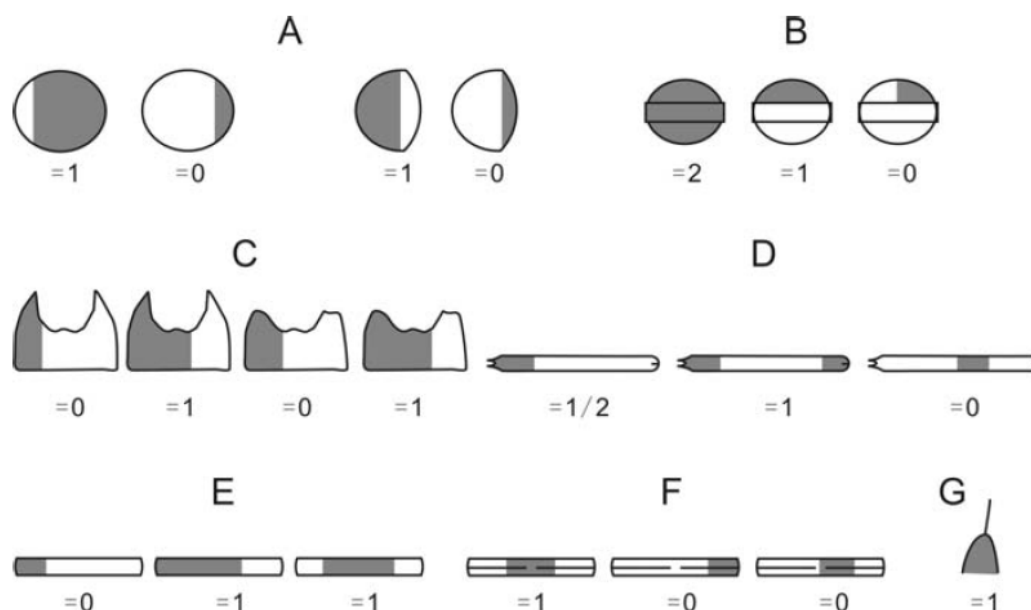 A B
=1 =0 =1 =0 =2 =1 =0
C D
=0 =1 =0 =1 =1/2 =1 =0
E F G
=0 =1 =1 =1 =0 =0 =1